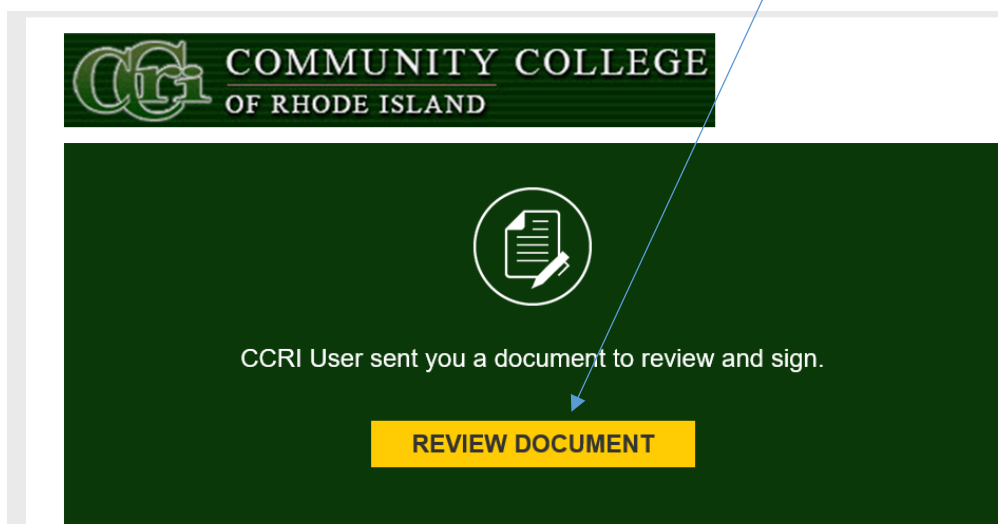 CCri
COMMUNITY COLLEGE
OF RHODE ISLAND
CCRI User sent you a document to review and sign.
REVIEW DOCUMENT